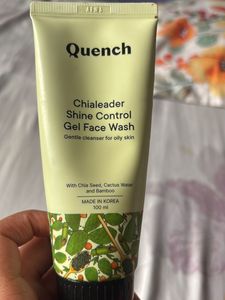 Quench
Chialeader
Shine Control
Gel Face Wash
Gentle cleanser for oily skin
With Chia Seed, Cactus Water
and Bamboo
MADE IN KOREA
100 ml